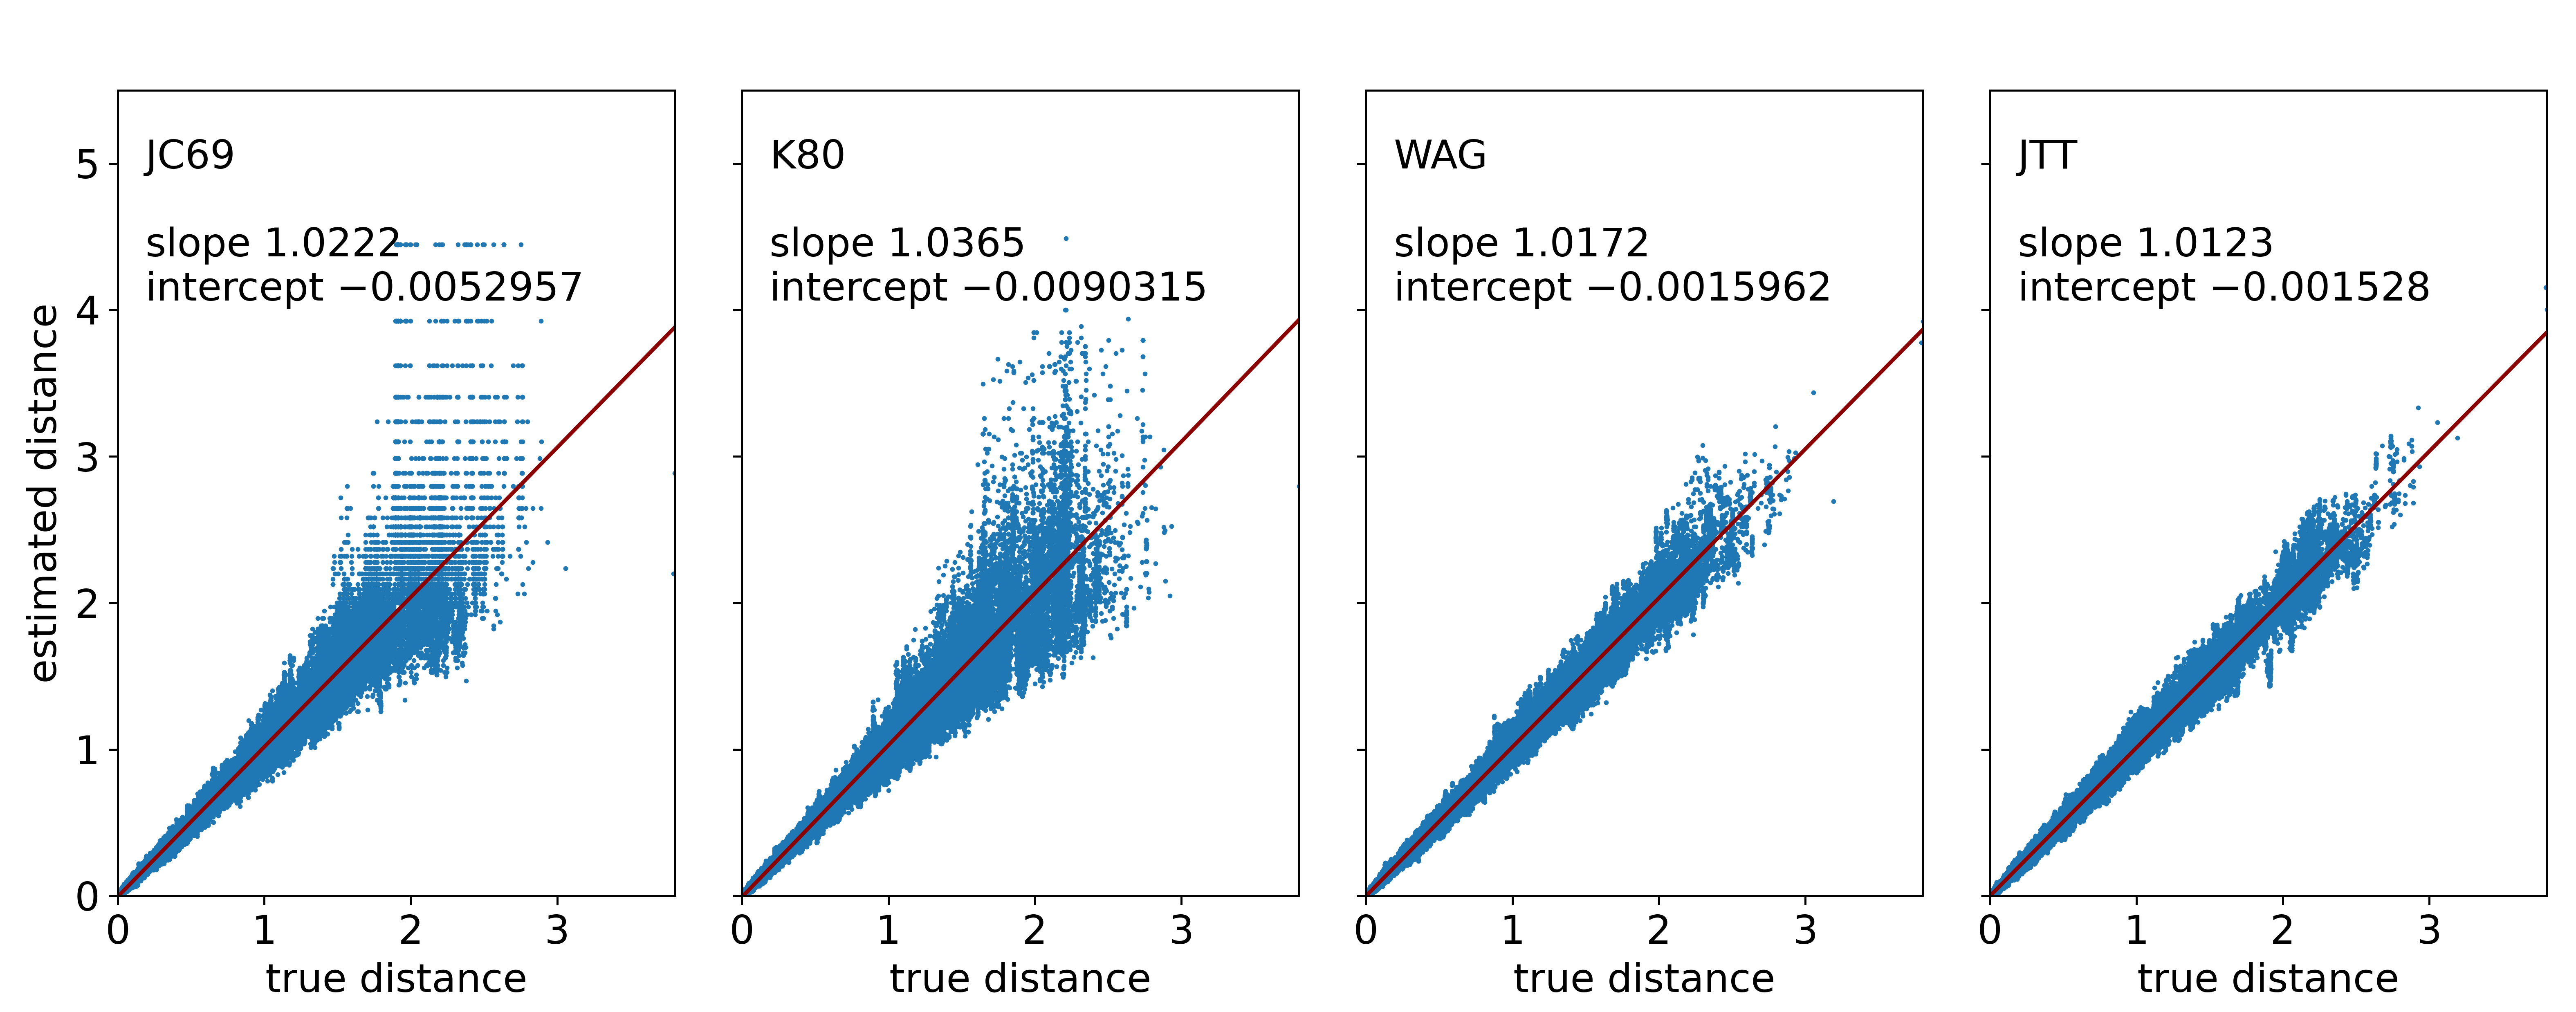 JC69
slope 1.0222
intercept −0.0052957
K80
slope 1.0365
intercept −0.0090315
WAG
slope 1.0172
intercept −0.0015962
JTT
slope 1.0123
intercept −0.001528
estimated distance
5
4
3
2
1
0
0 1 2 3
0 1 2 3
0 1 2 3
0 1 2 3
true distance
true distance
true distance
true distance